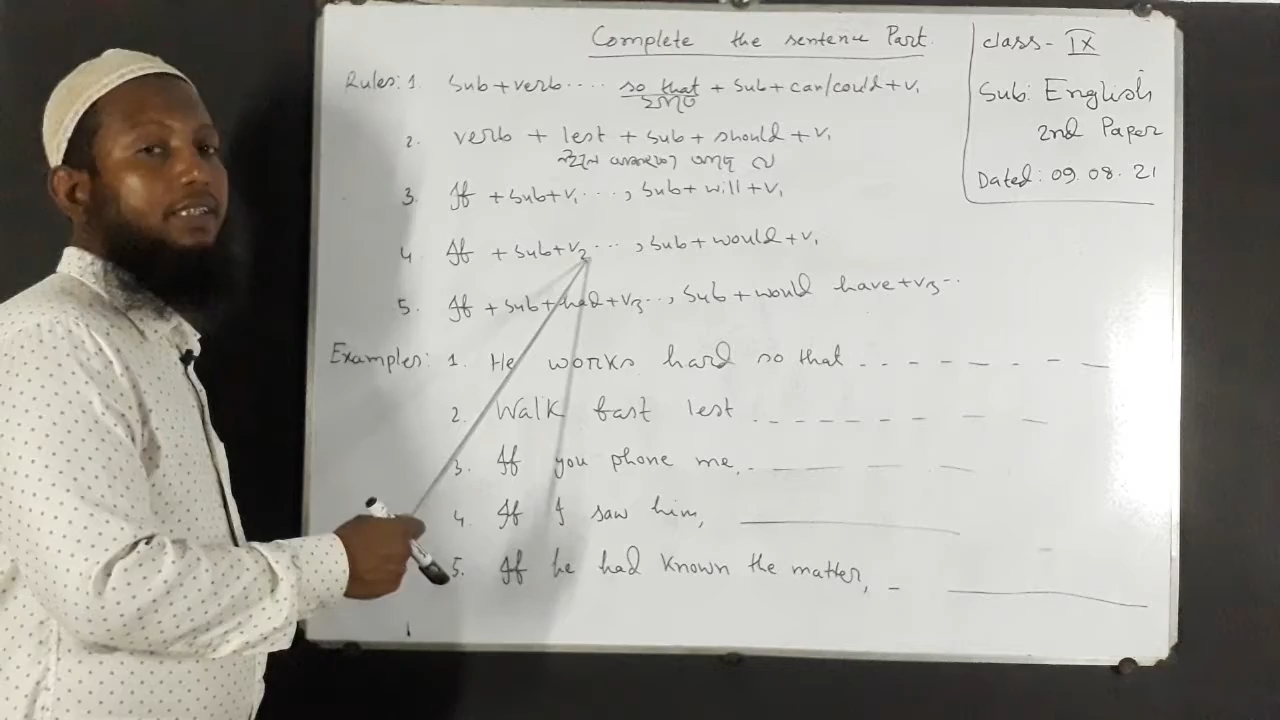 Complete the sentence Part.
Class - IX
Sub: English
2nd Paper
Dated: 09.08.21
Rules: 1. Sub + verb .... so that + Sub + can/could + V₁
2. verb + lest + sub + should + V₁
3. If + Sub + V₁ ...., Sub + will + V₁
4. If + Sub + V₂ ..., Sub + would + V₁
5. If + Sub + had + V₃ .., Sub + would have + V₃ ..
Examples: 1. He works hard so that - - - - - - - -
2. Walk fast lest - - - - - - - -
3. If you phone me, - - - -
4. If I saw him, ________
5. If he had known the matter, - ________